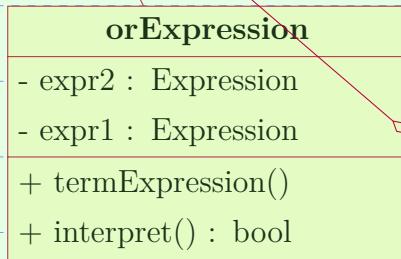 orExpression
- expr2 : Expression
- expr1 : Expression
+ termExpression()
+ interpret() : bool